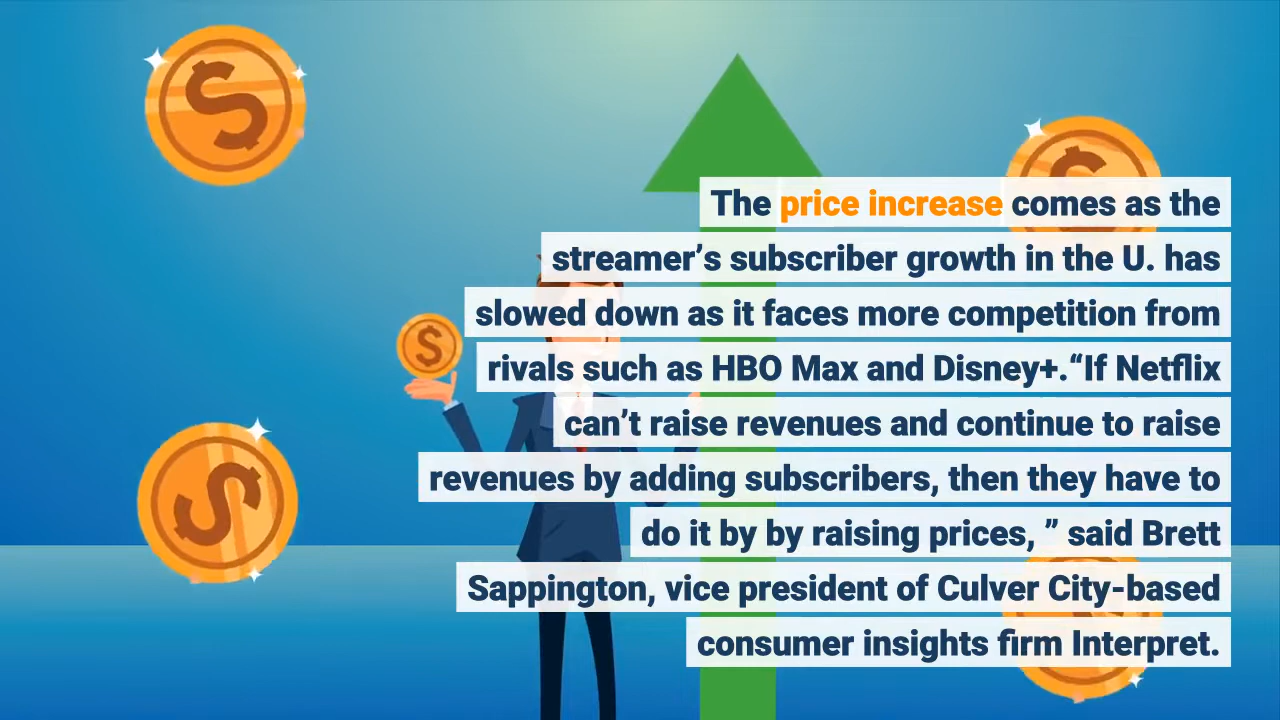 The price increase comes as the
streamer’s subscriber growth in the U. has
slowed down as it faces more competition from
rivals such as HBO Max and Disney+.“If Netflix
can’t raise revenues and continue to raise
revenues by adding subscribers, then they have to
do it by by raising prices, ” said Brett
Sappington, vice president of Culver City-based
consumer insights firm Interpret.